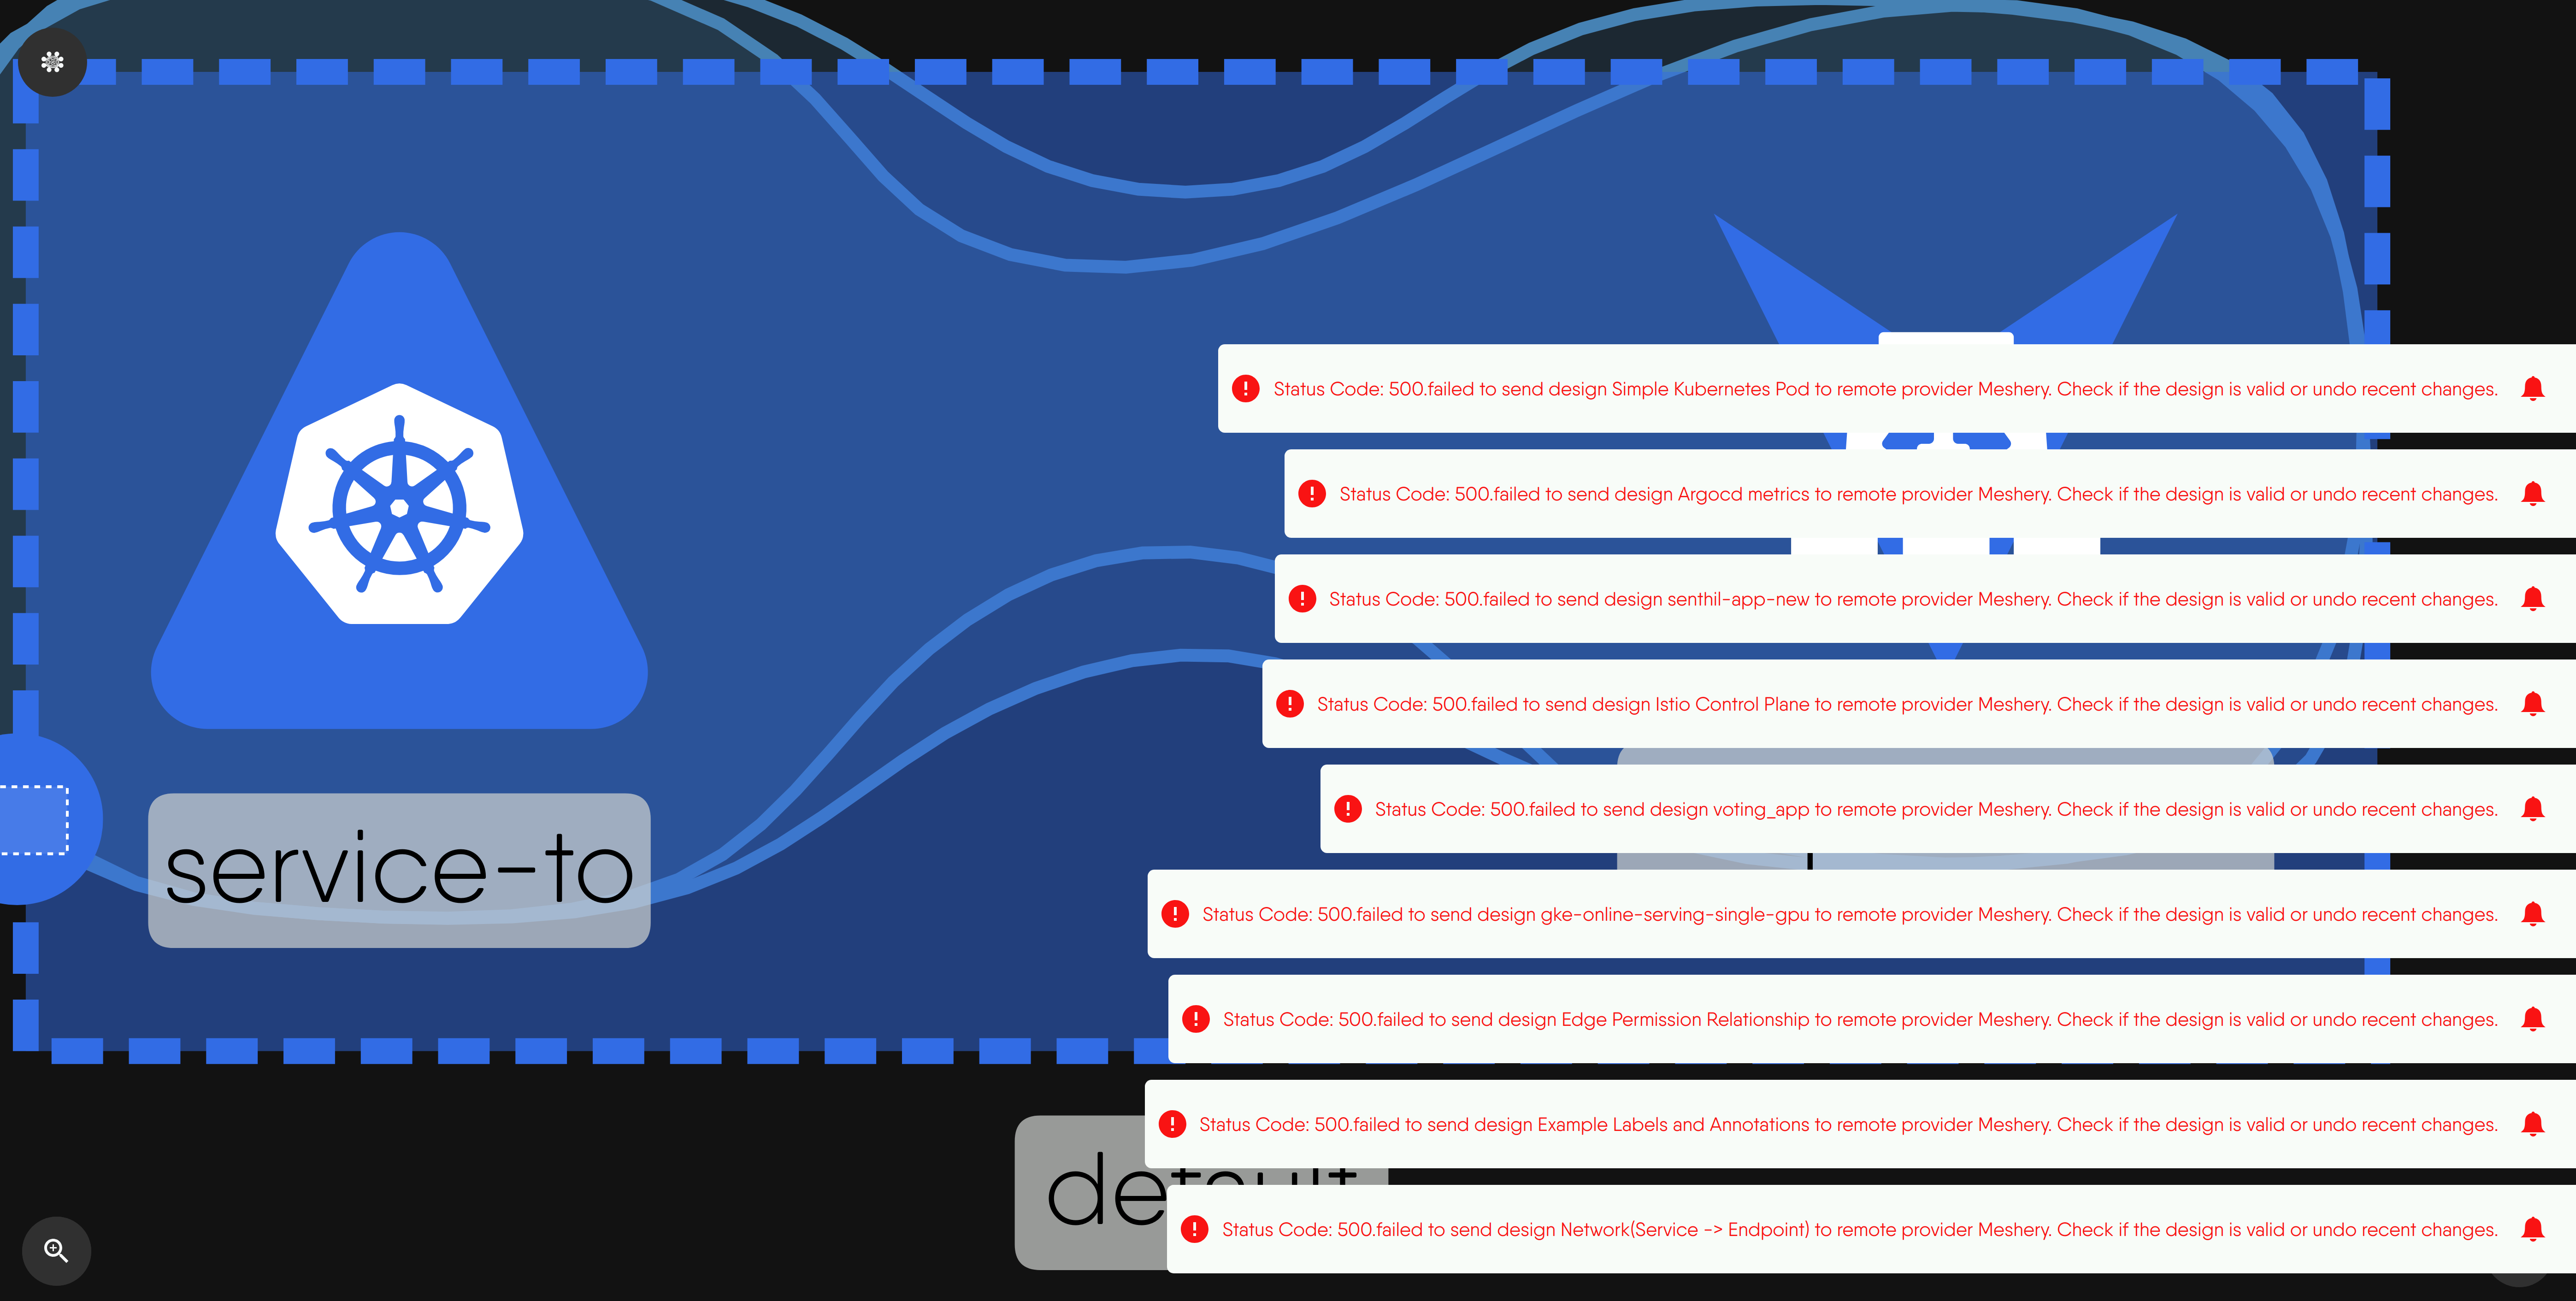 Status Code: 500.failed to send design Simple Kubernetes Pod to remote provider Meshery. Check if the design is valid or undo recent changes.
Status Code: 500.failed to send design Argocd metrics to remote provider Meshery. Check if the design is valid or undo recent changes.
Status Code: 500.failed to send design senthil-app-new to remote provider Meshery. Check if the design is valid or undo recent changes.
Status Code: 500.failed to send design Istio Control Plane to remote provider Meshery. Check if the design is valid or undo recent changes.
Status Code: 500.failed to send design voting_app to remote provider Meshery. Check if the design is valid or undo recent changes.
service-to
Status Code: 500.failed to send design gke-online-serving-single-gpu to remote provider Meshery. Check if the design is valid or undo recent changes.
Status Code: 500.failed to send design Edge Permission Relationship to remote provider Meshery. Check if the design is valid or undo recent changes.
Status Code: 500.failed to send design Example Labels and Annotations to remote provider Meshery. Check if the design is valid or undo recent changes.
default
Status Code: 500.failed to send design Network(Service -> Endpoint) to remote provider Meshery. Check if the design is valid or undo recent changes.